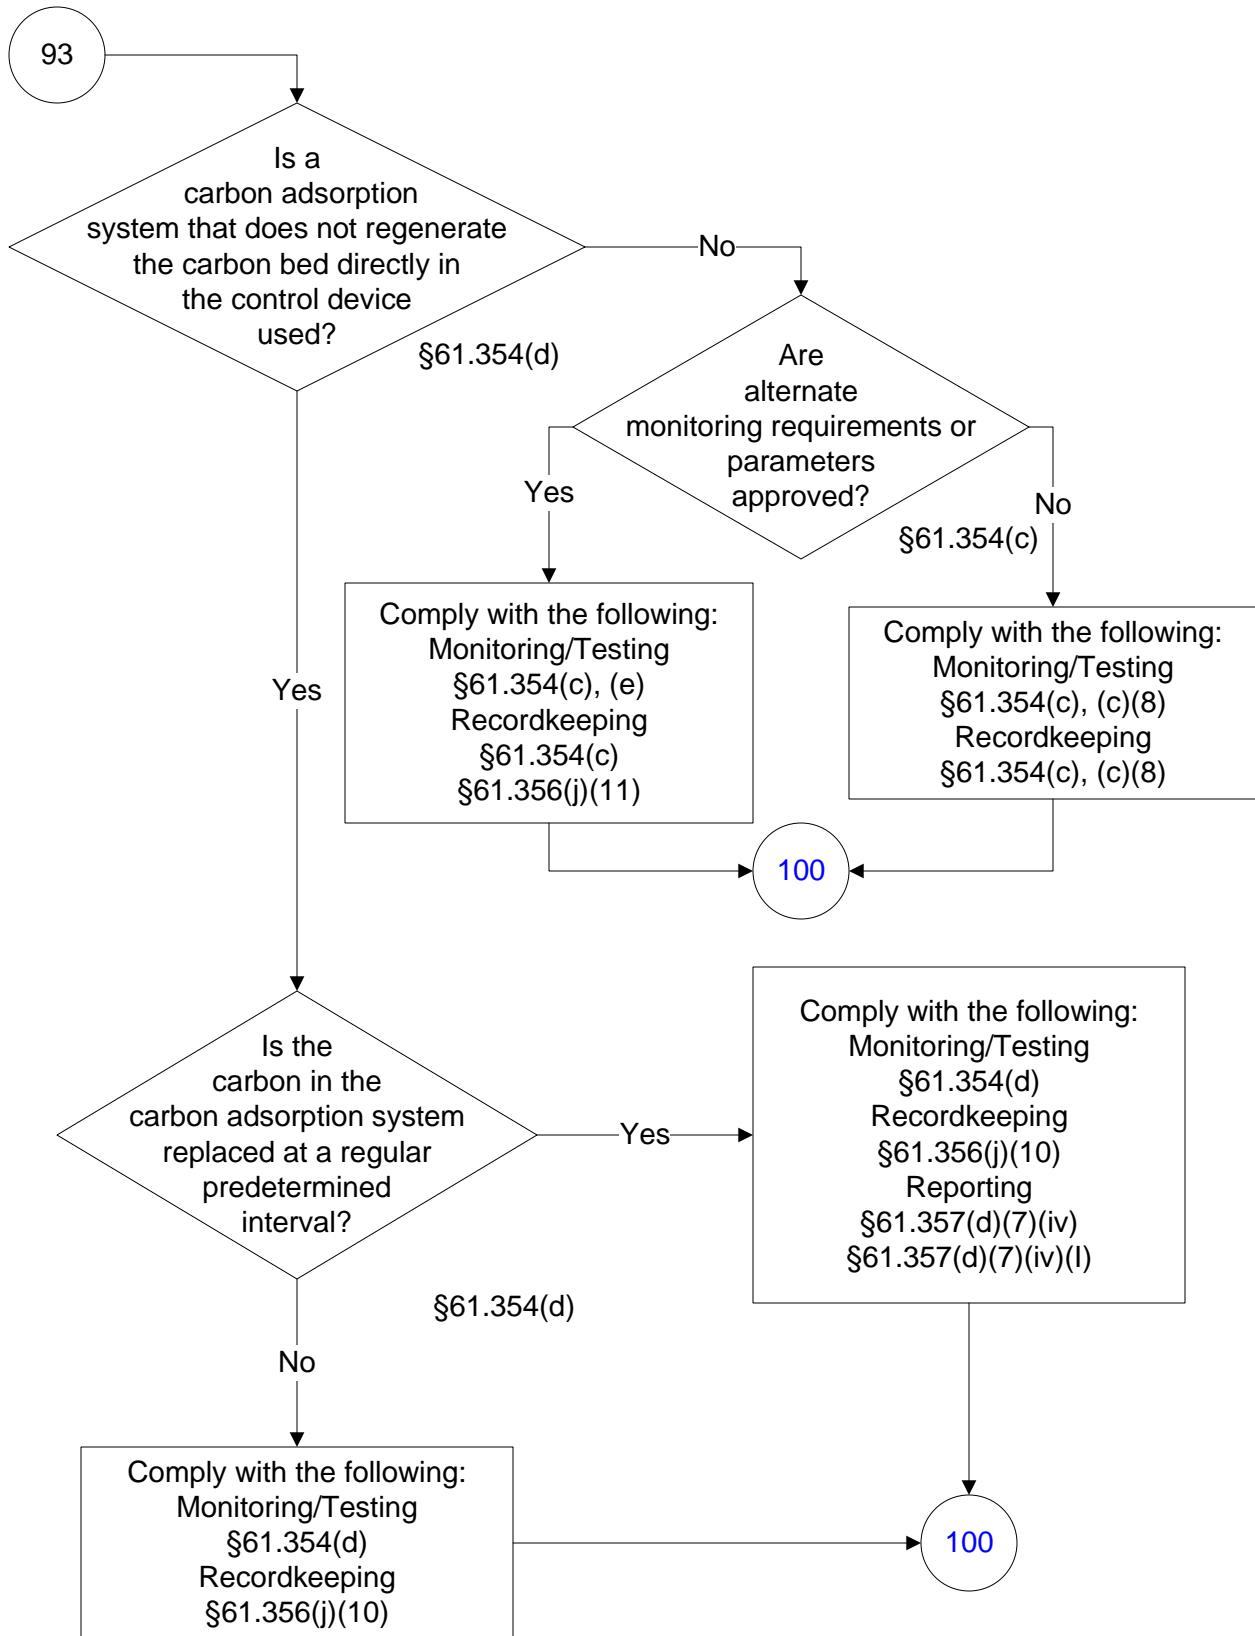 93
Is a
carbon adsorption
system that does not regenerate
the carbon bed directly in
the control device
used?
§61.354(d)
No
Are
alternate
monitoring requirements or
parameters
approved?
§61.354(c)
Yes
No
Comply with the following:
Monitoring/Testing
§61.354(c), (e)
Recordkeeping
§61.354(c)
§61.356(j)(11)
Comply with the following:
Monitoring/Testing
§61.354(c), (c)(8)
Recordkeeping
§61.354(c), (c)(8)
100
Yes
Is the
carbon in the
carbon adsorption system
replaced at a regular
predetermined
interval?
§61.354(d)
Yes
Comply with the following:
Monitoring/Testing
§61.354(d)
Recordkeeping
§61.356(j)(10)
Reporting
§61.357(d)(7)(iv)
§61.357(d)(7)(iv)(I)
No
Comply with the following:
Monitoring/Testing
§61.354(d)
Recordkeeping
§61.356(j)(10)
100